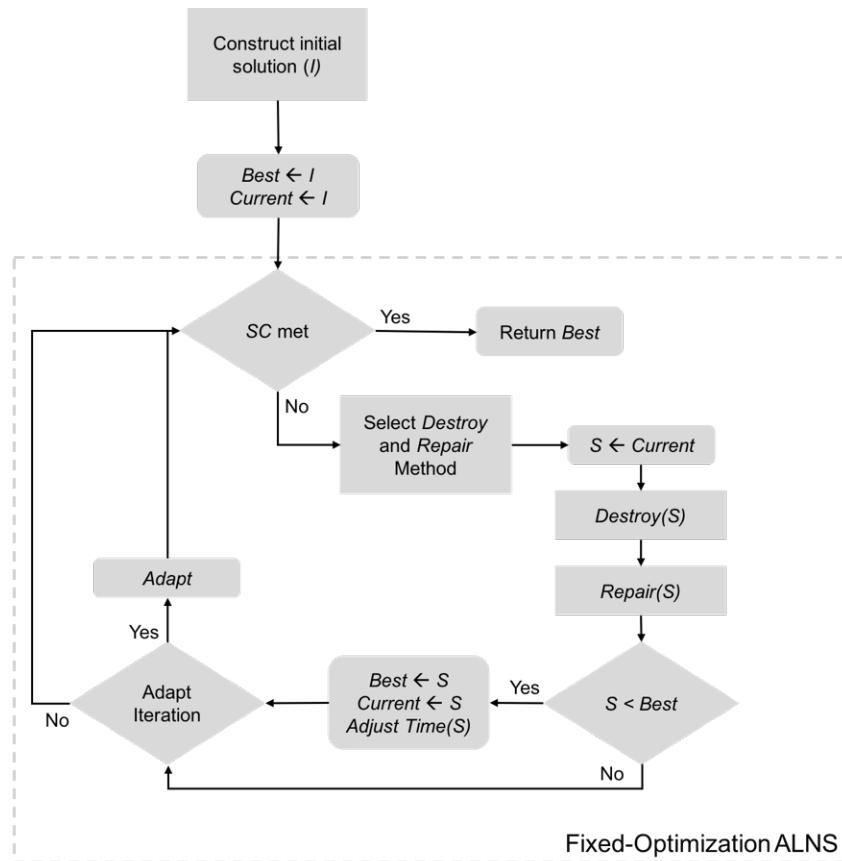 Construct initial
solution (I)
Best ← I
Current ← I
SC met
Yes
Return Best
No
Select Destroy
and Repair
Method
S ← Current
Destroy(S)
Repair(S)
S < Best
Yes
Best ← S
Current ← S
Adjust Time(S)
No
Adapt
Iteration
Yes
Adapt
No
Fixed-Optimization ALNS